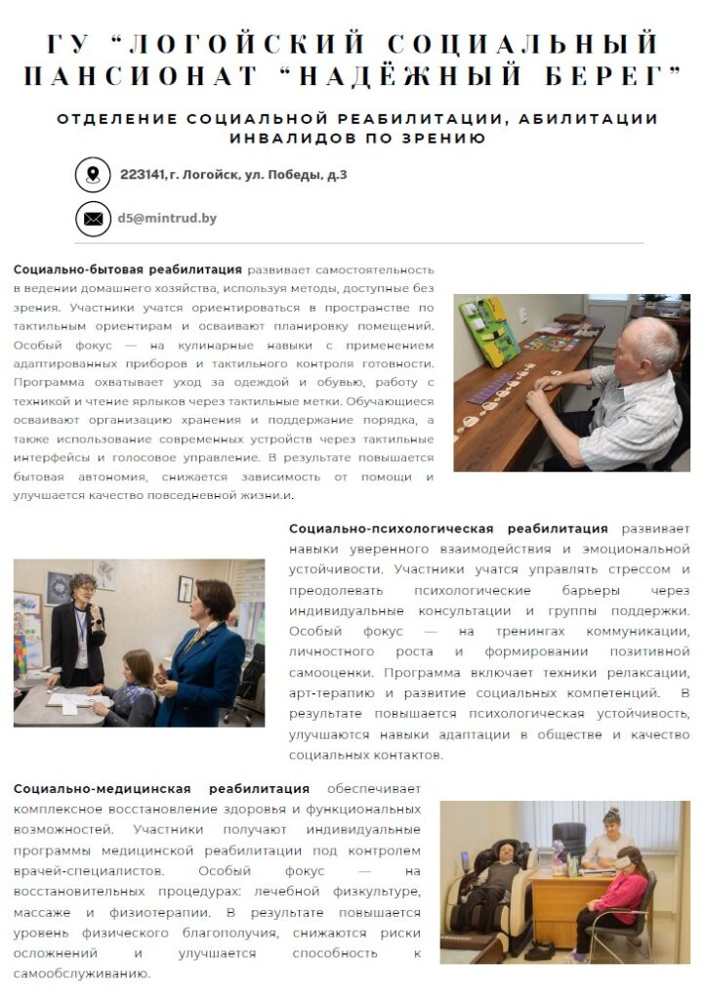 ГУ “ЛОГОЙСКИЙ СОЦИАЛЬНЫЙ
ПАНСИОНАТ “НАДЁЖНЫЙ БЕРЕГ”
ОТДЕЛЕНИЕ СОЦИАЛЬНОЙ РЕАБИЛИТАЦИИ, АБИЛИТАЦИИ
ИНВАЛИДОВ ПО ЗРЕНИЮ
223141, г. Логойск, ул. Победы, д.3
d5@mintrud.by
Социально-бытовая реабилитация развивает самостоятельность
в ведении домашнего хозяйства, используя методы, доступные без
зрения. Участники учатся ориентироваться в пространстве по
тактильным ориентирам и осваивают планировку помещений.
Особый фокус — на кулинарные навыки с применением
адаптированных приборов и тактильного контроля готовности.
Программа охватывает уход за одеждой и обувью, работу с
техникой и чтение ярлыков через тактильные метки. Обучающиеся
осваивают организацию хранения и поддержание порядка, а
также использование современных устройств через тактильные
интерфейсы и голосовое управление. В результате повышается
бытовая автономия, снижается зависимость от помощи и
улучшается качество повседневной жизни.и.
Социально-психологическая реабилитация развивает
навыки уверенного взаимодействия и эмоциональной
устойчивости. Участники учатся управлять стрессом и
преодолевать психологические барьеры через
индивидуальные консультации и группы поддержки.
Особый фокус — на тренингах коммуникации,
личностного роста и формировании позитивной
самооценки. Программа включает техники релаксации,
арт-терапию и развитие социальных компетенций. В
результате повышается психологическая устойчивость,
улучшаются навыки адаптации в обществе и качество
социальных контактов.
Социально-медицинская реабилитация обеспечивает
комплексное восстановление здоровья и функциональных
возможностей. Участники получают индивидуальные
программы медицинской реабилитации под контролем
врачей-специалистов. Особый фокус — на
восстановительных процедурах: лечебной физкультуре,
массаже и физиотерапии. В результате повышается
уровень физического благополучия, снижаются риски
осложнений и улучшается способность к
самообслуживанию.